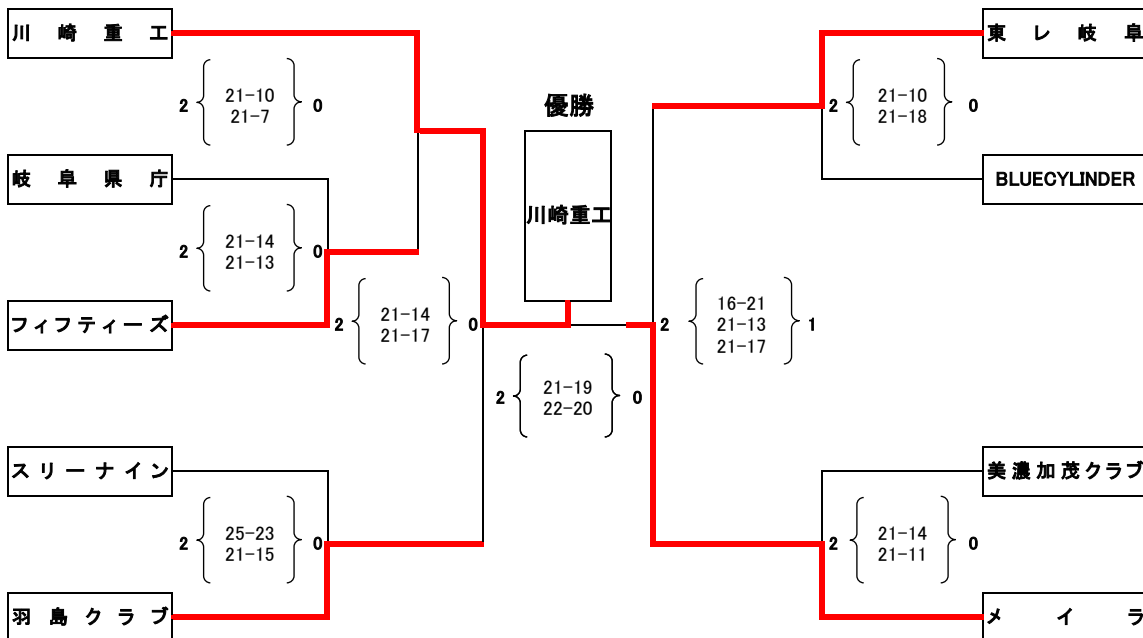 川崎重工
東レ岐阜
2 21-10 0
21-7
優勝
2 21-10 0
21-18
岐阜県庁
川崎重工
BLUECYLINDER
2 21-14 0
21-13
フィフティーズ
2 21-14 0
21-17
2 16-21 1
21-13
21-17
2 21-19 0
22-20
スリーナイン
美濃加茂クラブ
2 25-23 0
21-15
2 21-14 0
21-11
羽島クラブ
メイラ